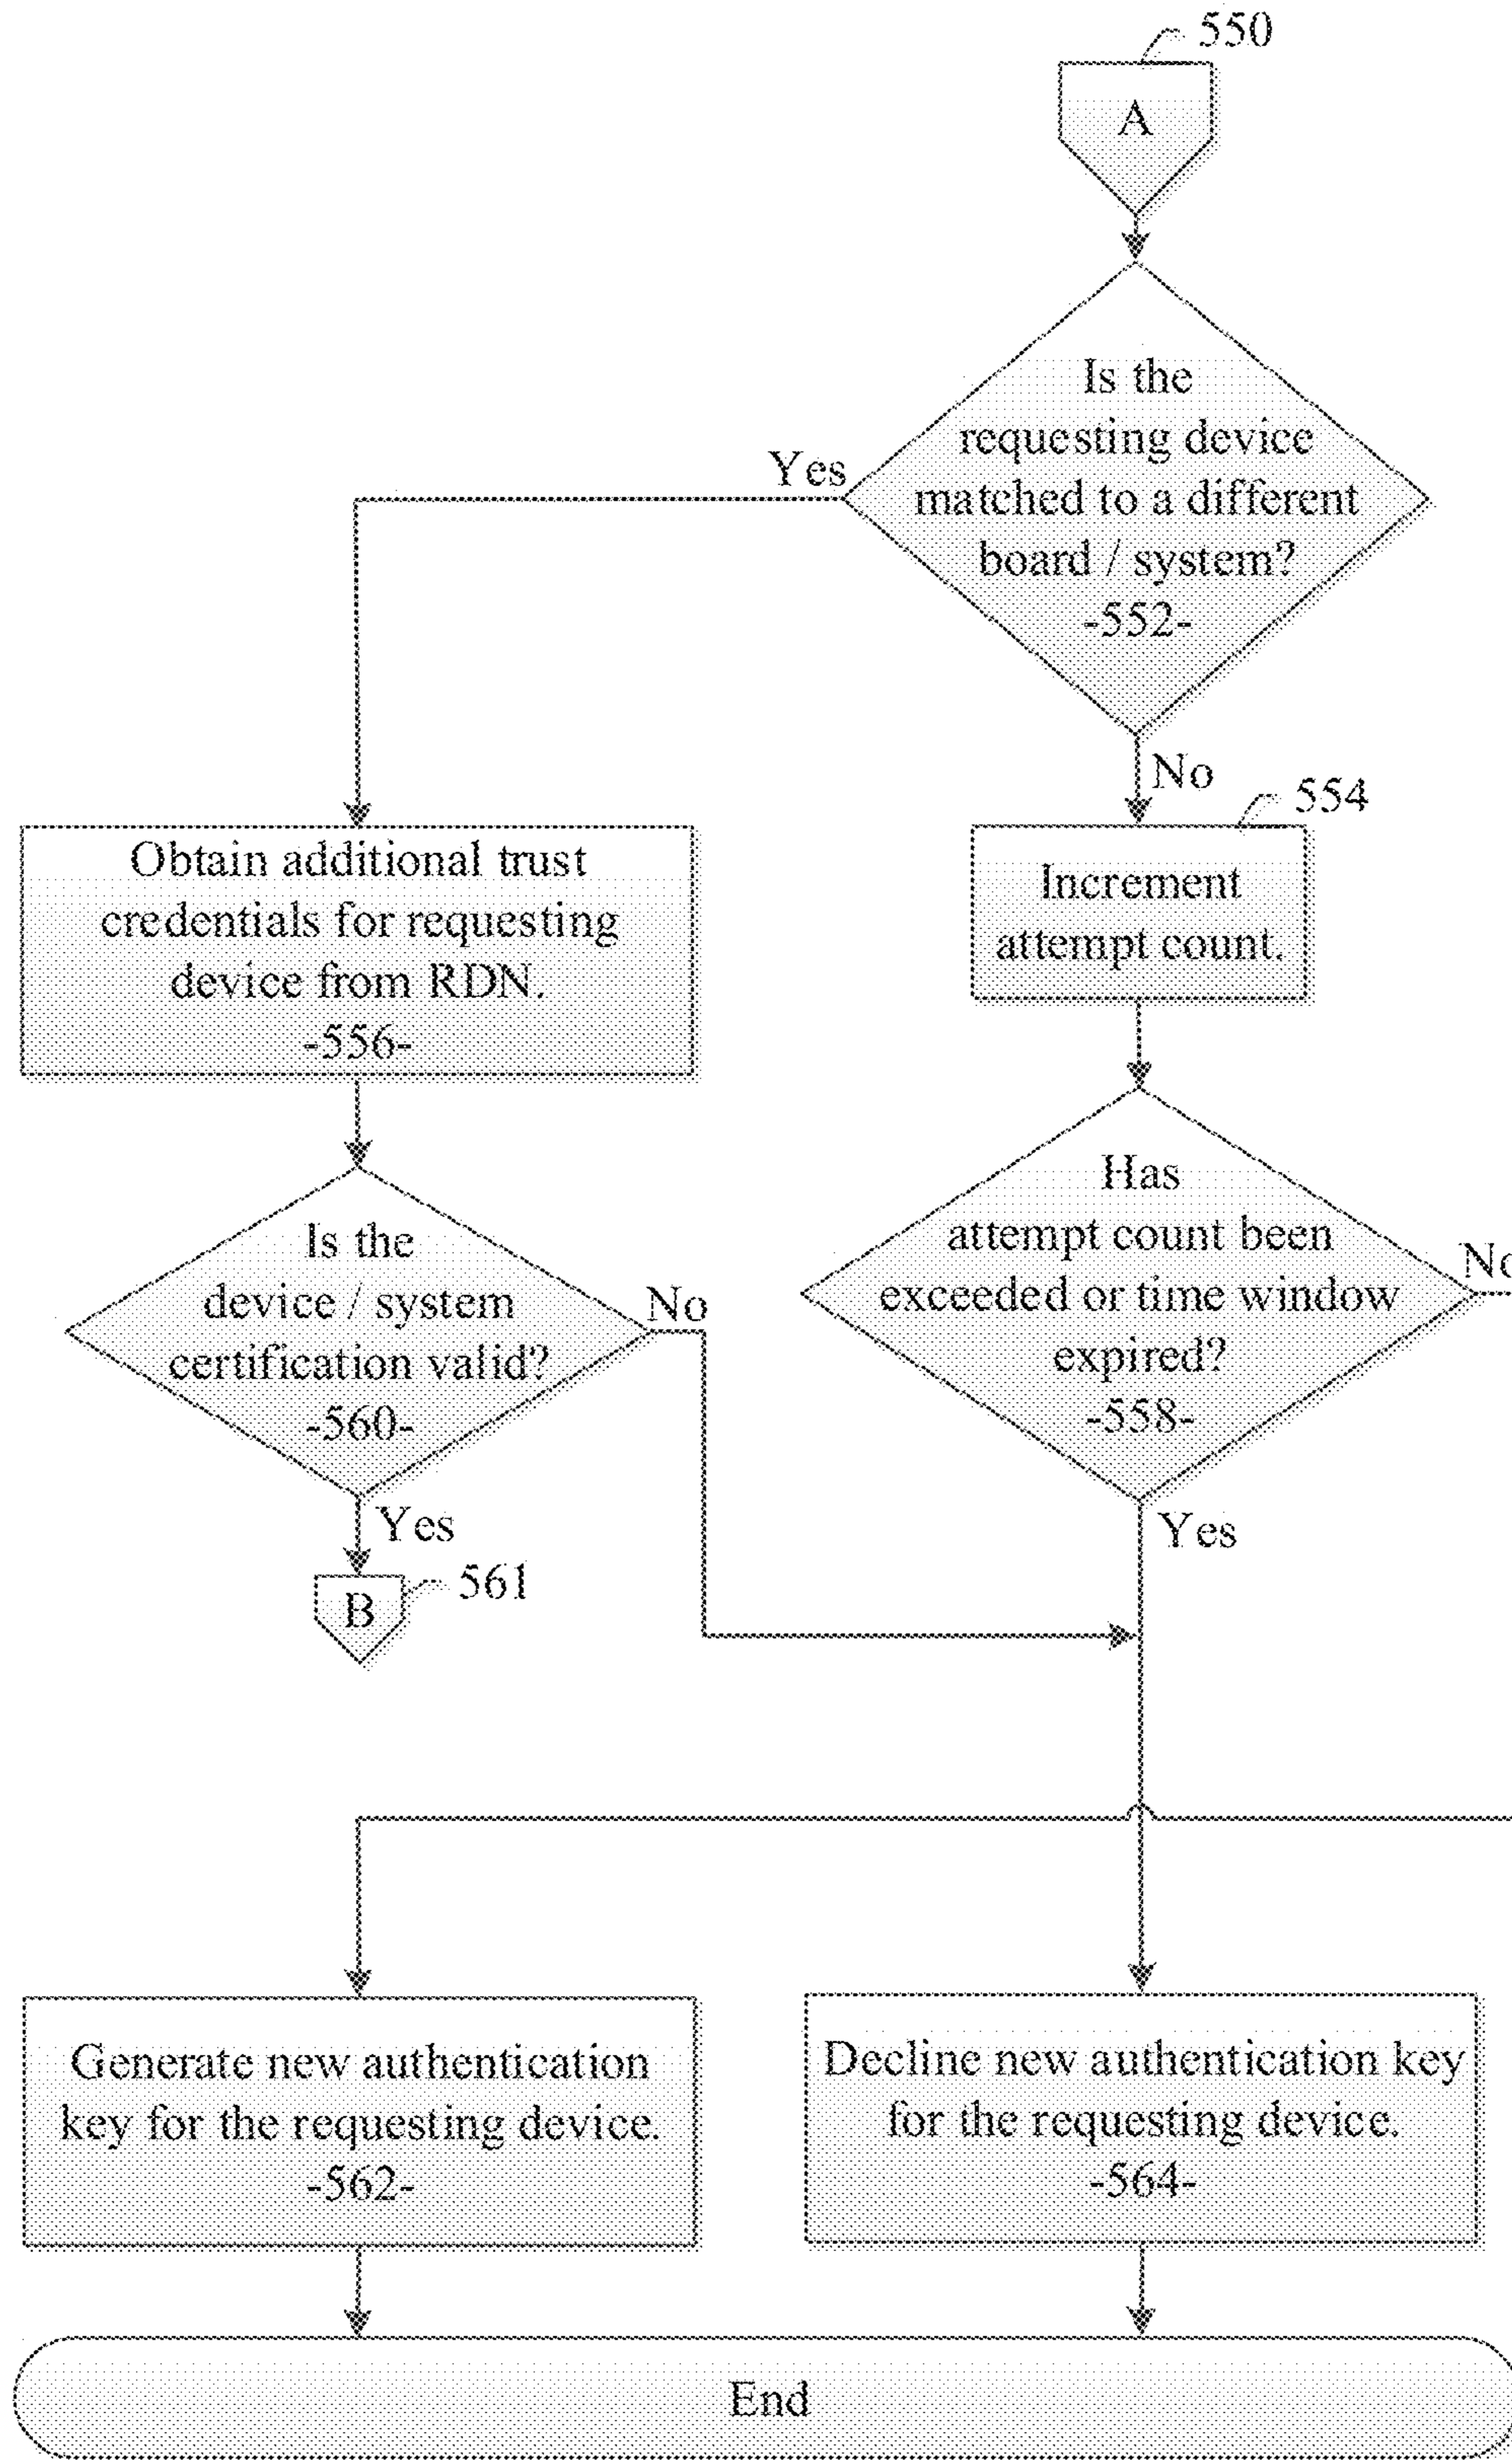 550
A
Is the
requesting device
matched to a different
board / system?
-552-
Yes
No
554
Increment
attempt count.
Obtain additional trust
credentials for requesting
device from RDN.
-556-
Has
attempt count been
exceeded or time window
expired?
-558-
No
Yes
Is the
device / system
certification valid?
-560-
No
Yes
B
561
Generate new authentication
key for the requesting device.
-562-
Decline new authentication key
for the requesting device.
-564-
End